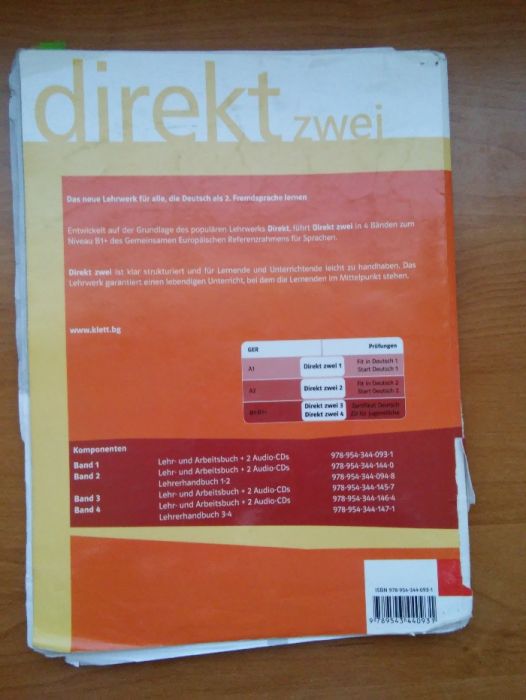 direkt zwei
Das neue Lehrwerk für alle, die Deutsch als 2. Fremdsprache lernen
Entwickelt auf der Grundlage des populären Lehrwerks Direkt, führt Direkt zwei in 4 Bänden zum
Niveau B1+ des Gemeinsamen Europäischen Referenzrahmens für Sprachen.
Direkt zwei ist klar strukturiert und für Lernende und Unterrichtende leicht zu handhaben. Das
Lehrwerk garantiert einen lebendigen Unterricht, bei dem die Lernenden im Mittelpunkt stehen.
www.klett.bg
GER Prüfungen
A1 Direkt zwei 1 Fit in Deutsch 1
Start Deutsch 1
A2 Direkt zwei 2 Fit in Deutsch 2
Start Deutsch 2
B1-B1+ Direkt zwei 3 Zertifikat Deutsch
Direkt zwei 4 ZD für Jugendliche
Komponenten
Band 1 Lehr- und Arbeitsbuch + 2 Audio-CDs 978-954-344-093-1
Band 2 Lehr- und Arbeitsbuch + 2 Audio-CDs 978-954-344-144-0
Lehrerhandbuch 1-2 978-954-344-094-8
Band 3 Lehr- und Arbeitsbuch + 2 Audio-CDs 978-954-344-145-7
Band 4 Lehr- und Arbeitsbuch + 2 Audio-CDs 978-954-344-146-4
Lehrerhandbuch 3-4 978-954-344-147-1
ISBN 978-954-344-093-1
9 789543 440931